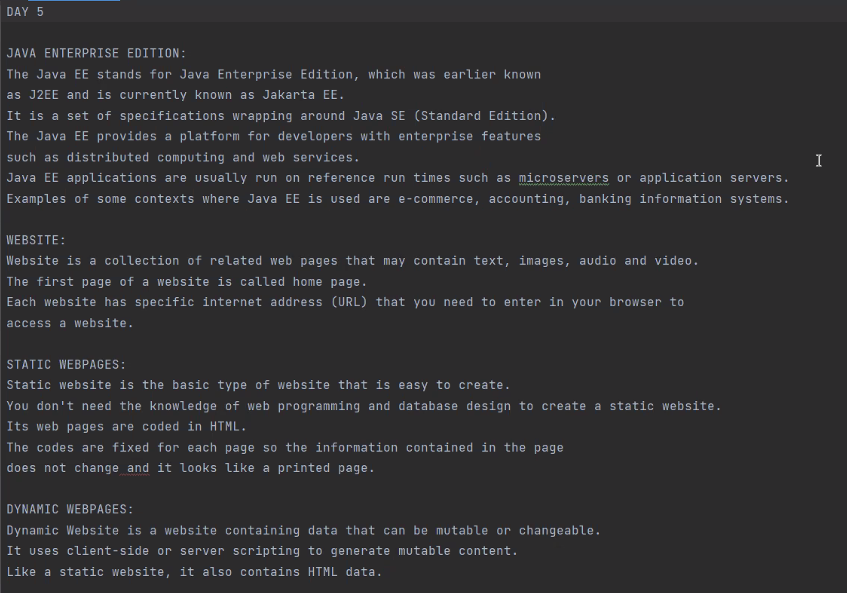 DAY 5
JAVA ENTERPRISE EDITION:
The Java EE stands for Java Enterprise Edition, which was earlier known
as J2EE and is currently known as Jakarta EE.
It is a set of specifications wrapping around Java SE (Standard Edition).
The Java EE provides a platform for developers with enterprise features
such as distributed computing and web services.
Java EE applications are usually run on reference run times such as microservers or application servers.
Examples of some contexts where Java EE is used are e-commerce, accounting, banking information systems.
WEBSITE:
Website is a collection of related web pages that may contain text, images, audio and video.
The first page of a website is called home page.
Each website has specific internet address (URL) that you need to enter in your browser to
access a website.
STATIC WEBPAGES:
Static website is the basic type of website that is easy to create.
You don't need the knowledge of web programming and database design to create a static website.
Its web pages are coded in HTML.
The codes are fixed for each page so the information contained in the page
does not change and it looks like a printed page.
DYNAMIC WEBPAGES:
Dynamic Website is a website containing data that can be mutable or changeable.
It uses client-side or server scripting to generate mutable content.
Like a static website, it also contains HTML data.